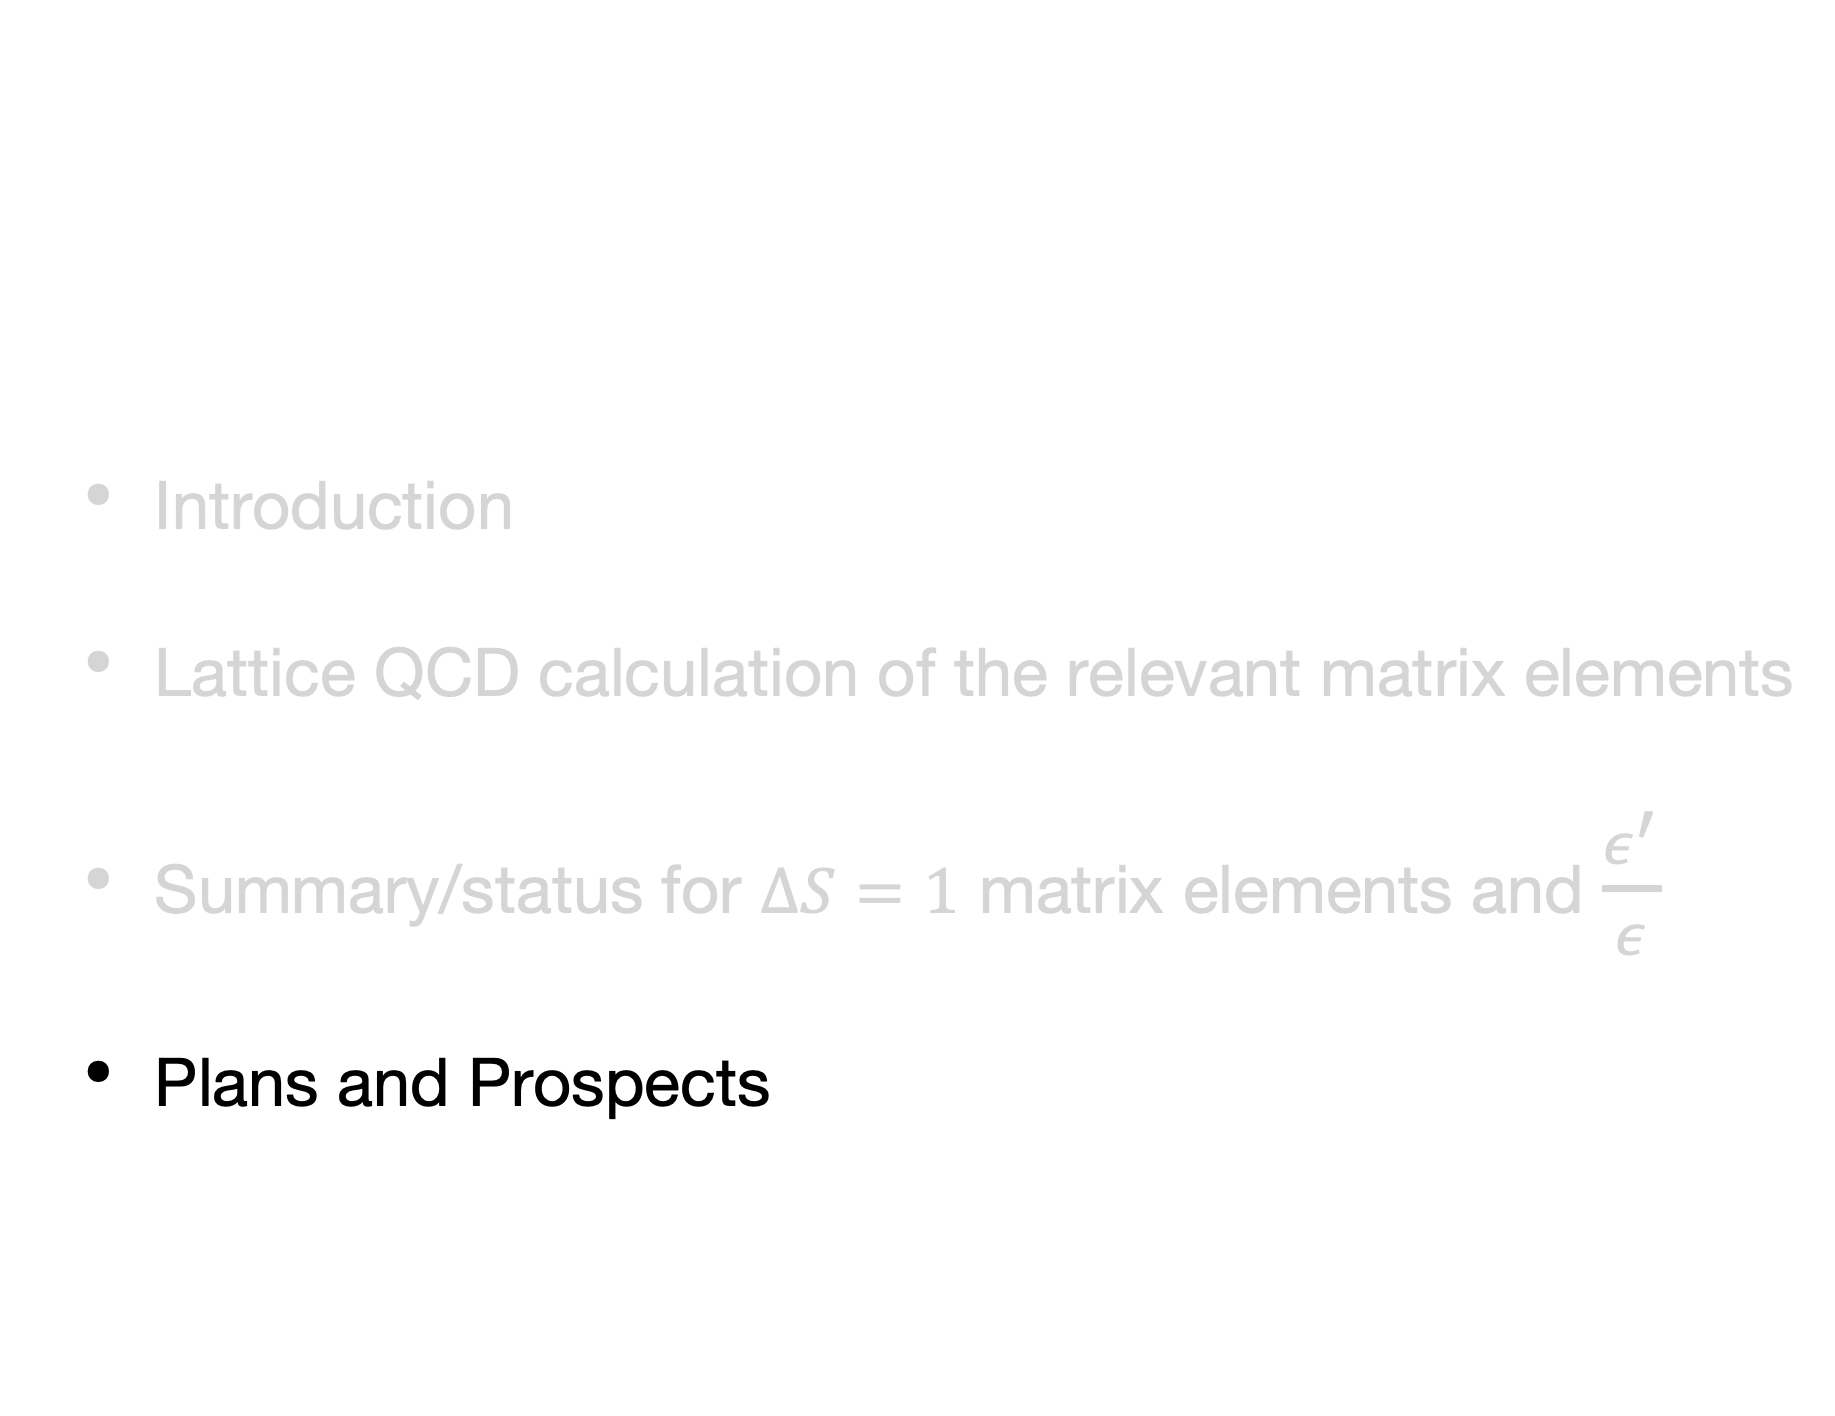 • Introduction
• Lattice QCD calculation of the relevant matrix elements
• Summary/status for Δ𝑆 = 1 matrix elements and ϵ′/ϵ
• Plans and Prospects